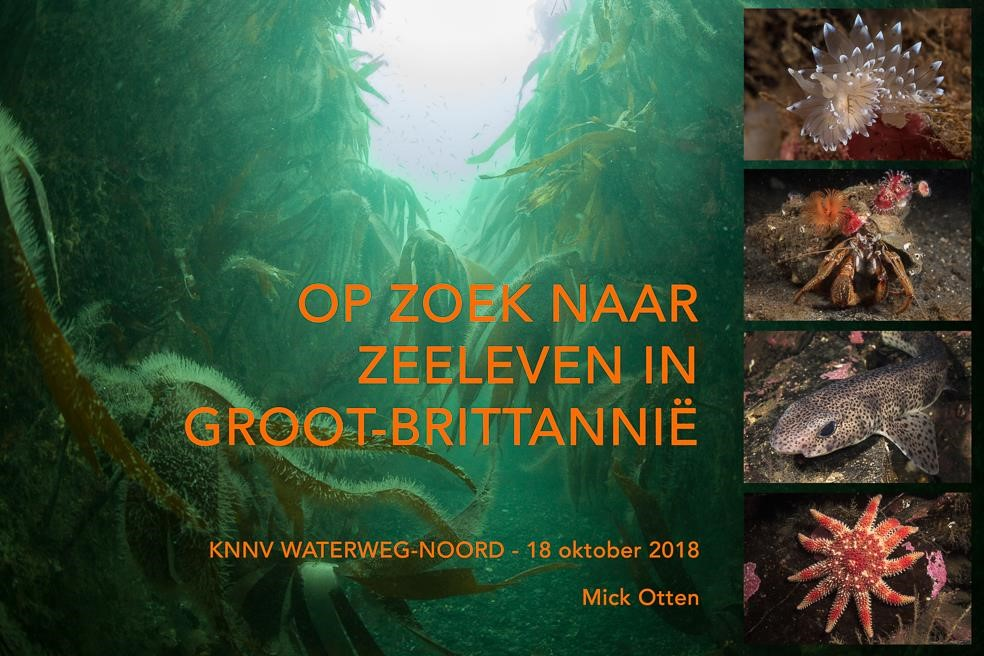 OP ZOEK NAAR
ZEELEVEN IN
GROOT-BRITTANNIË
KNNV WATERWEG-NOORD - 18 oktober 2018
Mick Otten